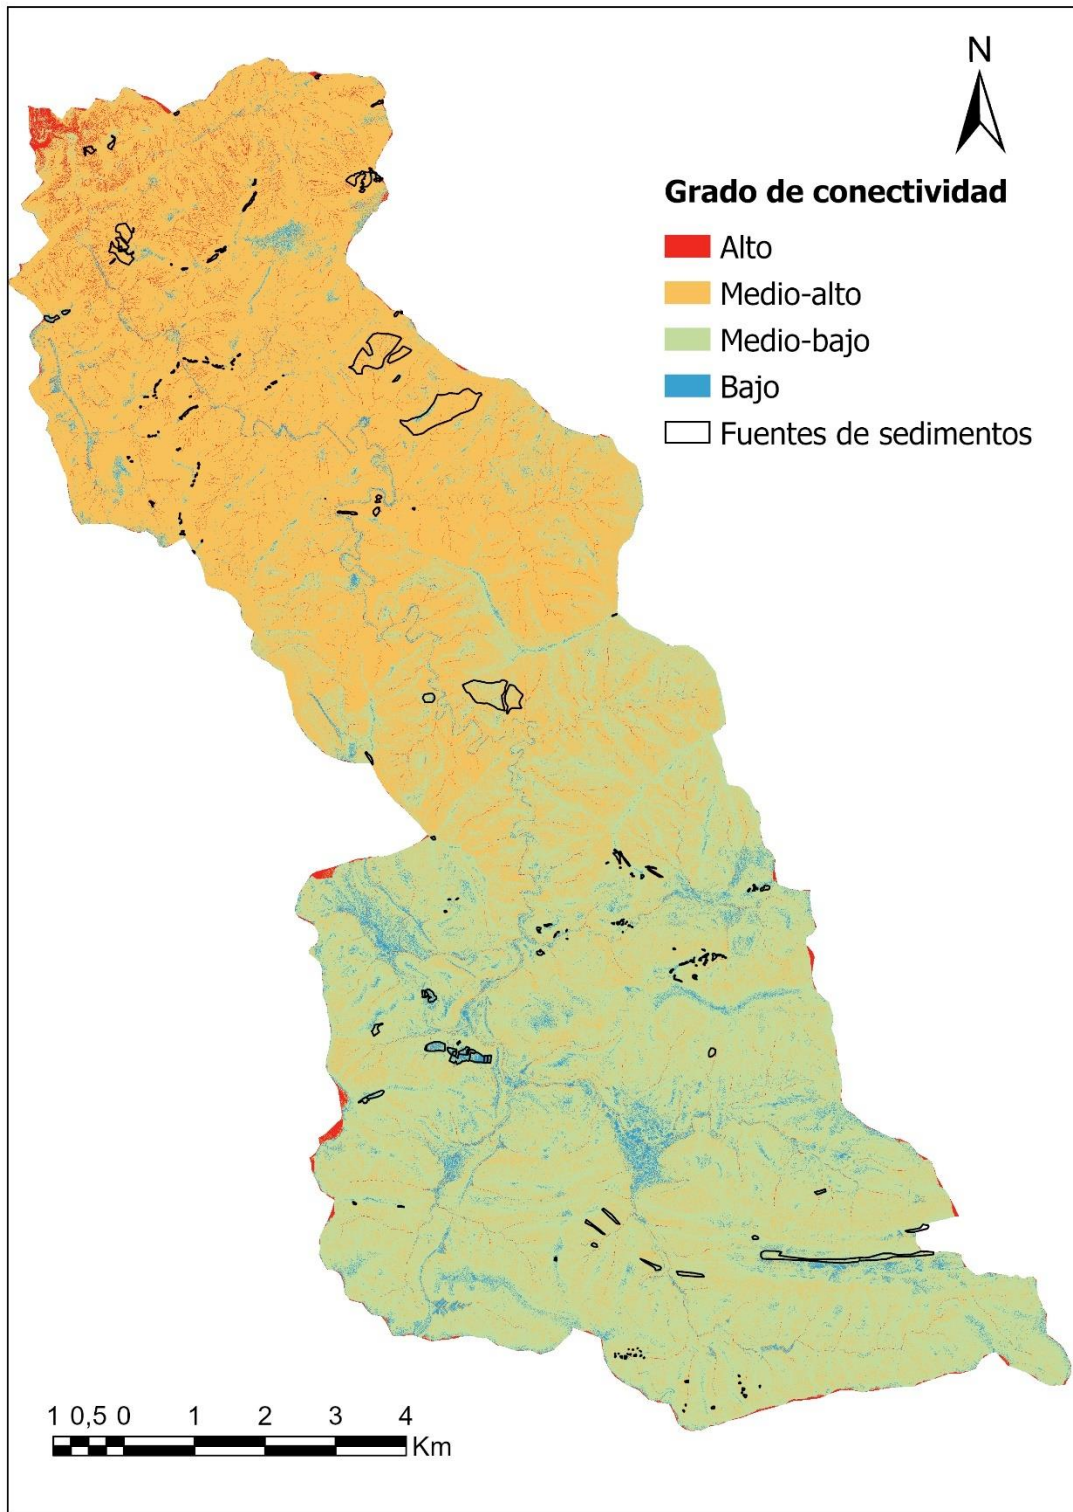 N
Grado de conectividad
Alto
Medio-alto
Medio-bajo
Bajo
Fuentes de sedimentos
1 0,5 0 1 2 3 4
Km